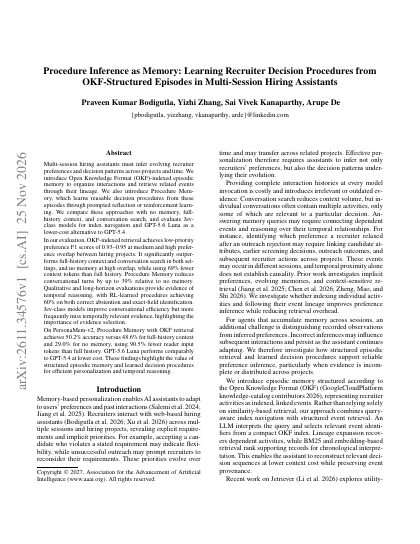 Procedure Inference as Memory: Learning Recruiter Decision Procedures from
OKF-Structured Episodes in Multi-Session Hiring Assistants
Praveen Kumar Bodigutla, Yizhi Zhang, Sai Vivek Kanaparthy, Arupe De
{pbodigutla, yizzhang, vkanaparthy, arde}@linkedin.com
arXiv:2611.34576v1 [cs.AI] 25 Nov 2026
Abstract
Multi-session hiring assistants must infer evolving recruiter
preferences and decision patterns across projects and time. We
introduce Open Knowledge Format (OKF)-indexed episodic
memory to organize interactions and retrieve related events
through their lineage. We also introduce Procedure Mem-
ory, which learns reusable decision procedures from these
episodes through prompted reflection or reinforcement learn-
ing. We compare these approaches with no memory, full-
history context, and conversation search, and evaluate Jev-
class models for index navigation and GPT-5.6 Luna as a
lower-cost alternative to GPT-5.4.
In our evaluation, OKF-indexed retrieval achieves low-priority
preference F1 scores of 0.93–0.95 at medium and high prefer-
ence overlap between hiring projects. It significantly outper-
forms full-history context and conversation search in both set-
tings, and no memory at high overlap, while using 69% fewer
context tokens than full history. Procedure Memory reduces
conversational turns by up to 39% relative to no memory.
Qualitative and long-horizon evaluations provide evidence of
temporal reasoning, with RL-learned procedures achieving
60% on both correct abstention and exact-field identification.
Jev-class models improve conversational efficiency but more
frequently miss temporally relevant evidence, highlighting the
importance of evidence selection.
On PersonaMem-v2, Procedure Memory with OKF retrieval
achieves 50.2% accuracy versus 48.6% for full-history context
and 29.0% for no memory, using 90.5% fewer reader input
tokens than full history. GPT-5.6 Luna performs comparably
to GPT-5.4 at lower cost. These findings highlight the value of
structured episodic memory and learned decision procedures
for efficient personalization and temporal reasoning.
Introduction
Memory-based personalization enables AI assistants to adapt
to users' preferences and past interactions (Salemi et al. 2024;
Jiang et al. 2025). Recruiters interact with web-based hiring
assistants (Bodigutla et al. 2026; Xu et al. 2026) across
multiple sessions and hiring projects, revealing explicit require-
ments and implicit priorities. For example, accepting a can-
didate who violates a stated requirement may indicate flexi-
bility, while unsuccessful outreach may prompt recruiters to
reconsider their requirements. These priorities evolve over
Copyright © 2027, Association for the Advancement of Artificial
Intelligence (www.aaai.org). All rights reserved.
time and may transfer across related projects. Effective per-
sonalization therefore requires assistants to infer not only
recruiters' preferences, but also the decision patterns under-
lying their evolution.
Providing complete interaction histories at every model
invocation is costly and introduces irrelevant or outdated ev-
idence. Conversation search reduces context volume, but in-
dividual conversations often contain multiple activities, only
some of which are relevant to a particular decision. An-
swering memory queries may require connecting dependent
events and reasoning over their temporal relationships. For
instance, identifying which preference a recruiter relaxed
after an outreach rejection may require linking candidate at-
tributes, earlier screening decisions, outreach outcomes, and
subsequent recruiter actions across projects. These events
may occur in different sessions, and temporal proximity alone
does not establish causality. Prior work investigates implicit
preferences, evolving memories, and context-sensitive re-
trieval (Jiang et al. 2025; Chen et al. 2026; Zheng, Mao, and
Shi 2026). We investigate whether indexing individual activities
and following their event lineage improves preference
inference while reducing retrieval overhead.
For agents that accumulate memory across sessions, an
additional challenge is distinguishing recorded observations
from inferred preferences. Incorrect inferences may influence
subsequent interactions and persist as the assistant continues
adapting. We therefore investigate how structured episodic
retrieval and learned decision procedures support reliable
preference inference, particularly when evidence is incom-
plete or distributed across projects.
We introduce episodic memory structured according to
the Open Knowledge Format (OKF) (GoogleCloudPlatform
knowledge-catalog contributors 2026), representing recruiter
activities as indexed, linked events. Rather than relying solely
on similarity-based retrieval, our approach combines query-
aware index navigation with structured event retrieval. An
LLM interprets the query and selects relevant event identi-
fiers from a compact OKF index. Lineage expansion recov-
ers dependent activities, while BM25 and embedding-based
retrieval rank supporting records for chronological interpre-
tation. This enables the assistant to reconstruct relevant deci-
sion sequences at lower context cost while preserving event
provenance.
Recent work on Jetriever (Li et al. 2026) explores utility-